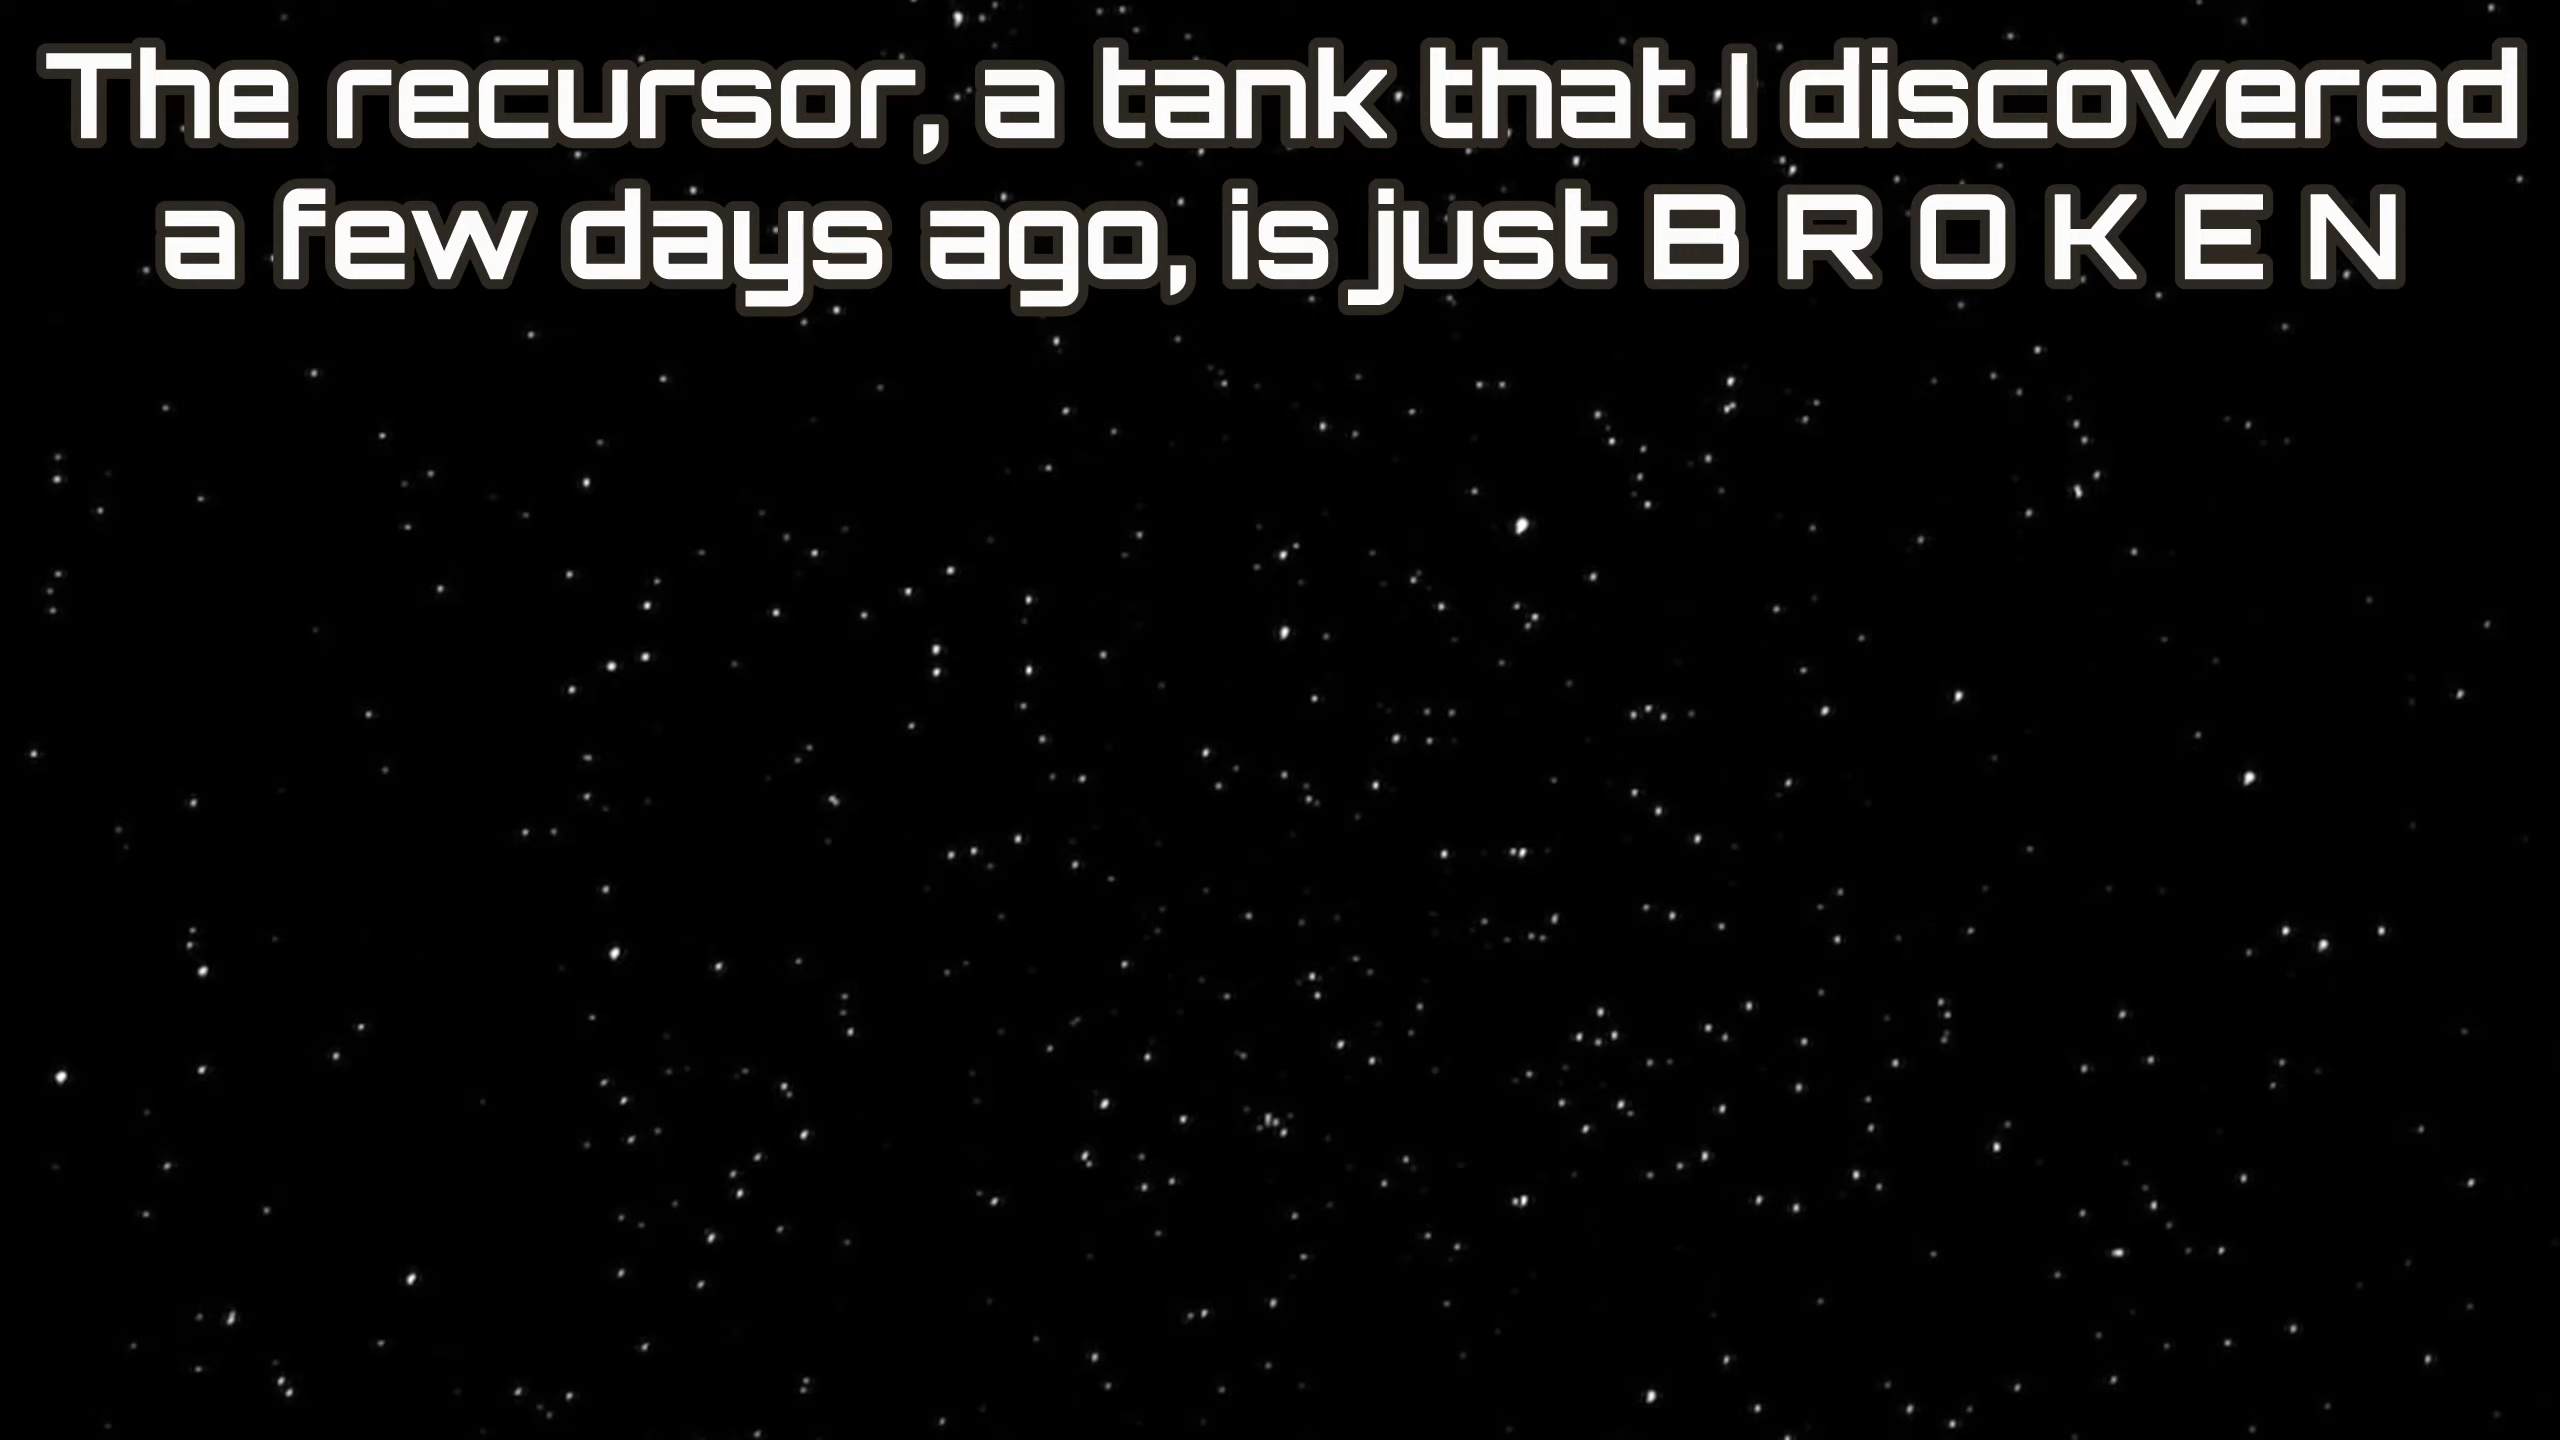 The recursor, a tank that I discovered
a few days ago, is just B R O K E N